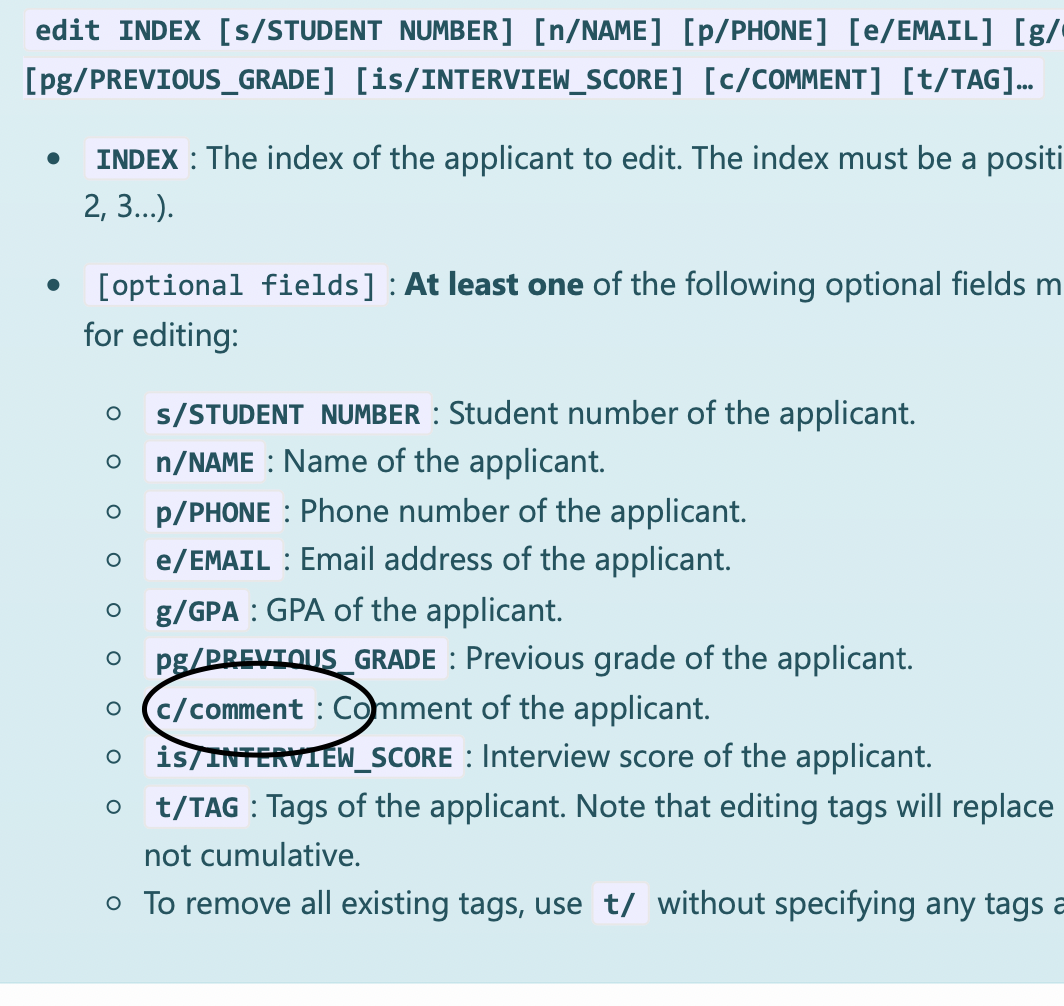 edit INDEX [s/STUDENT NUMBER] [n/NAME] [p/PHONE] [e/EMAIL] [g/
[pg/PREVIOUS_GRADE] [is/INTERVIEW_SCORE] [c/COMMENT] [t/TAG]…
• INDEX : The index of the applicant to edit. The index must be a positi
2, 3…).
• [optional fields] : At least one of the following optional fields m
for editing:
○ s/STUDENT NUMBER : Student number of the applicant.
○ n/NAME : Name of the applicant.
○ p/PHONE : Phone number of the applicant.
○ e/EMAIL : Email address of the applicant.
○ g/GPA : GPA of the applicant.
○ pg/PREVIOUS_GRADE : Previous grade of the applicant.
○ c/comment : Comment of the applicant.
○ is/INTERVIEW_SCORE : Interview score of the applicant.
○ t/TAG : Tags of the applicant. Note that editing tags will replace
not cumulative.
○ To remove all existing tags, use t/ without specifying any tags a